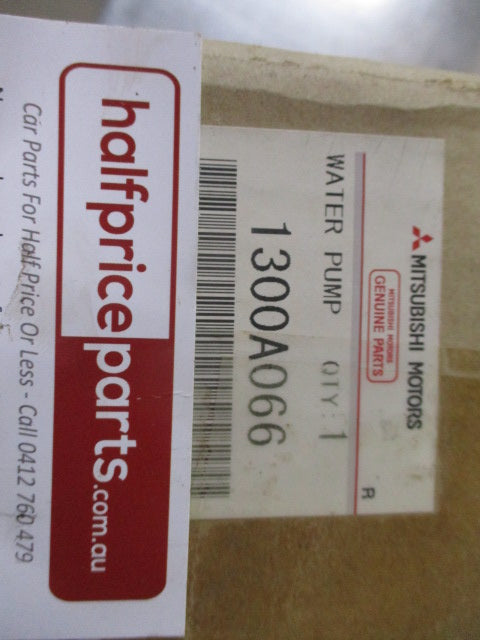 MITSUBISHI MOTORS
MITSUBISHI MOTORS
GENUINE PARTS
R
WATER PUMP QTY:1
1300A066
halfpriceparts.com.au
Car Parts For Half Price Or Less - Call 0412 760 479